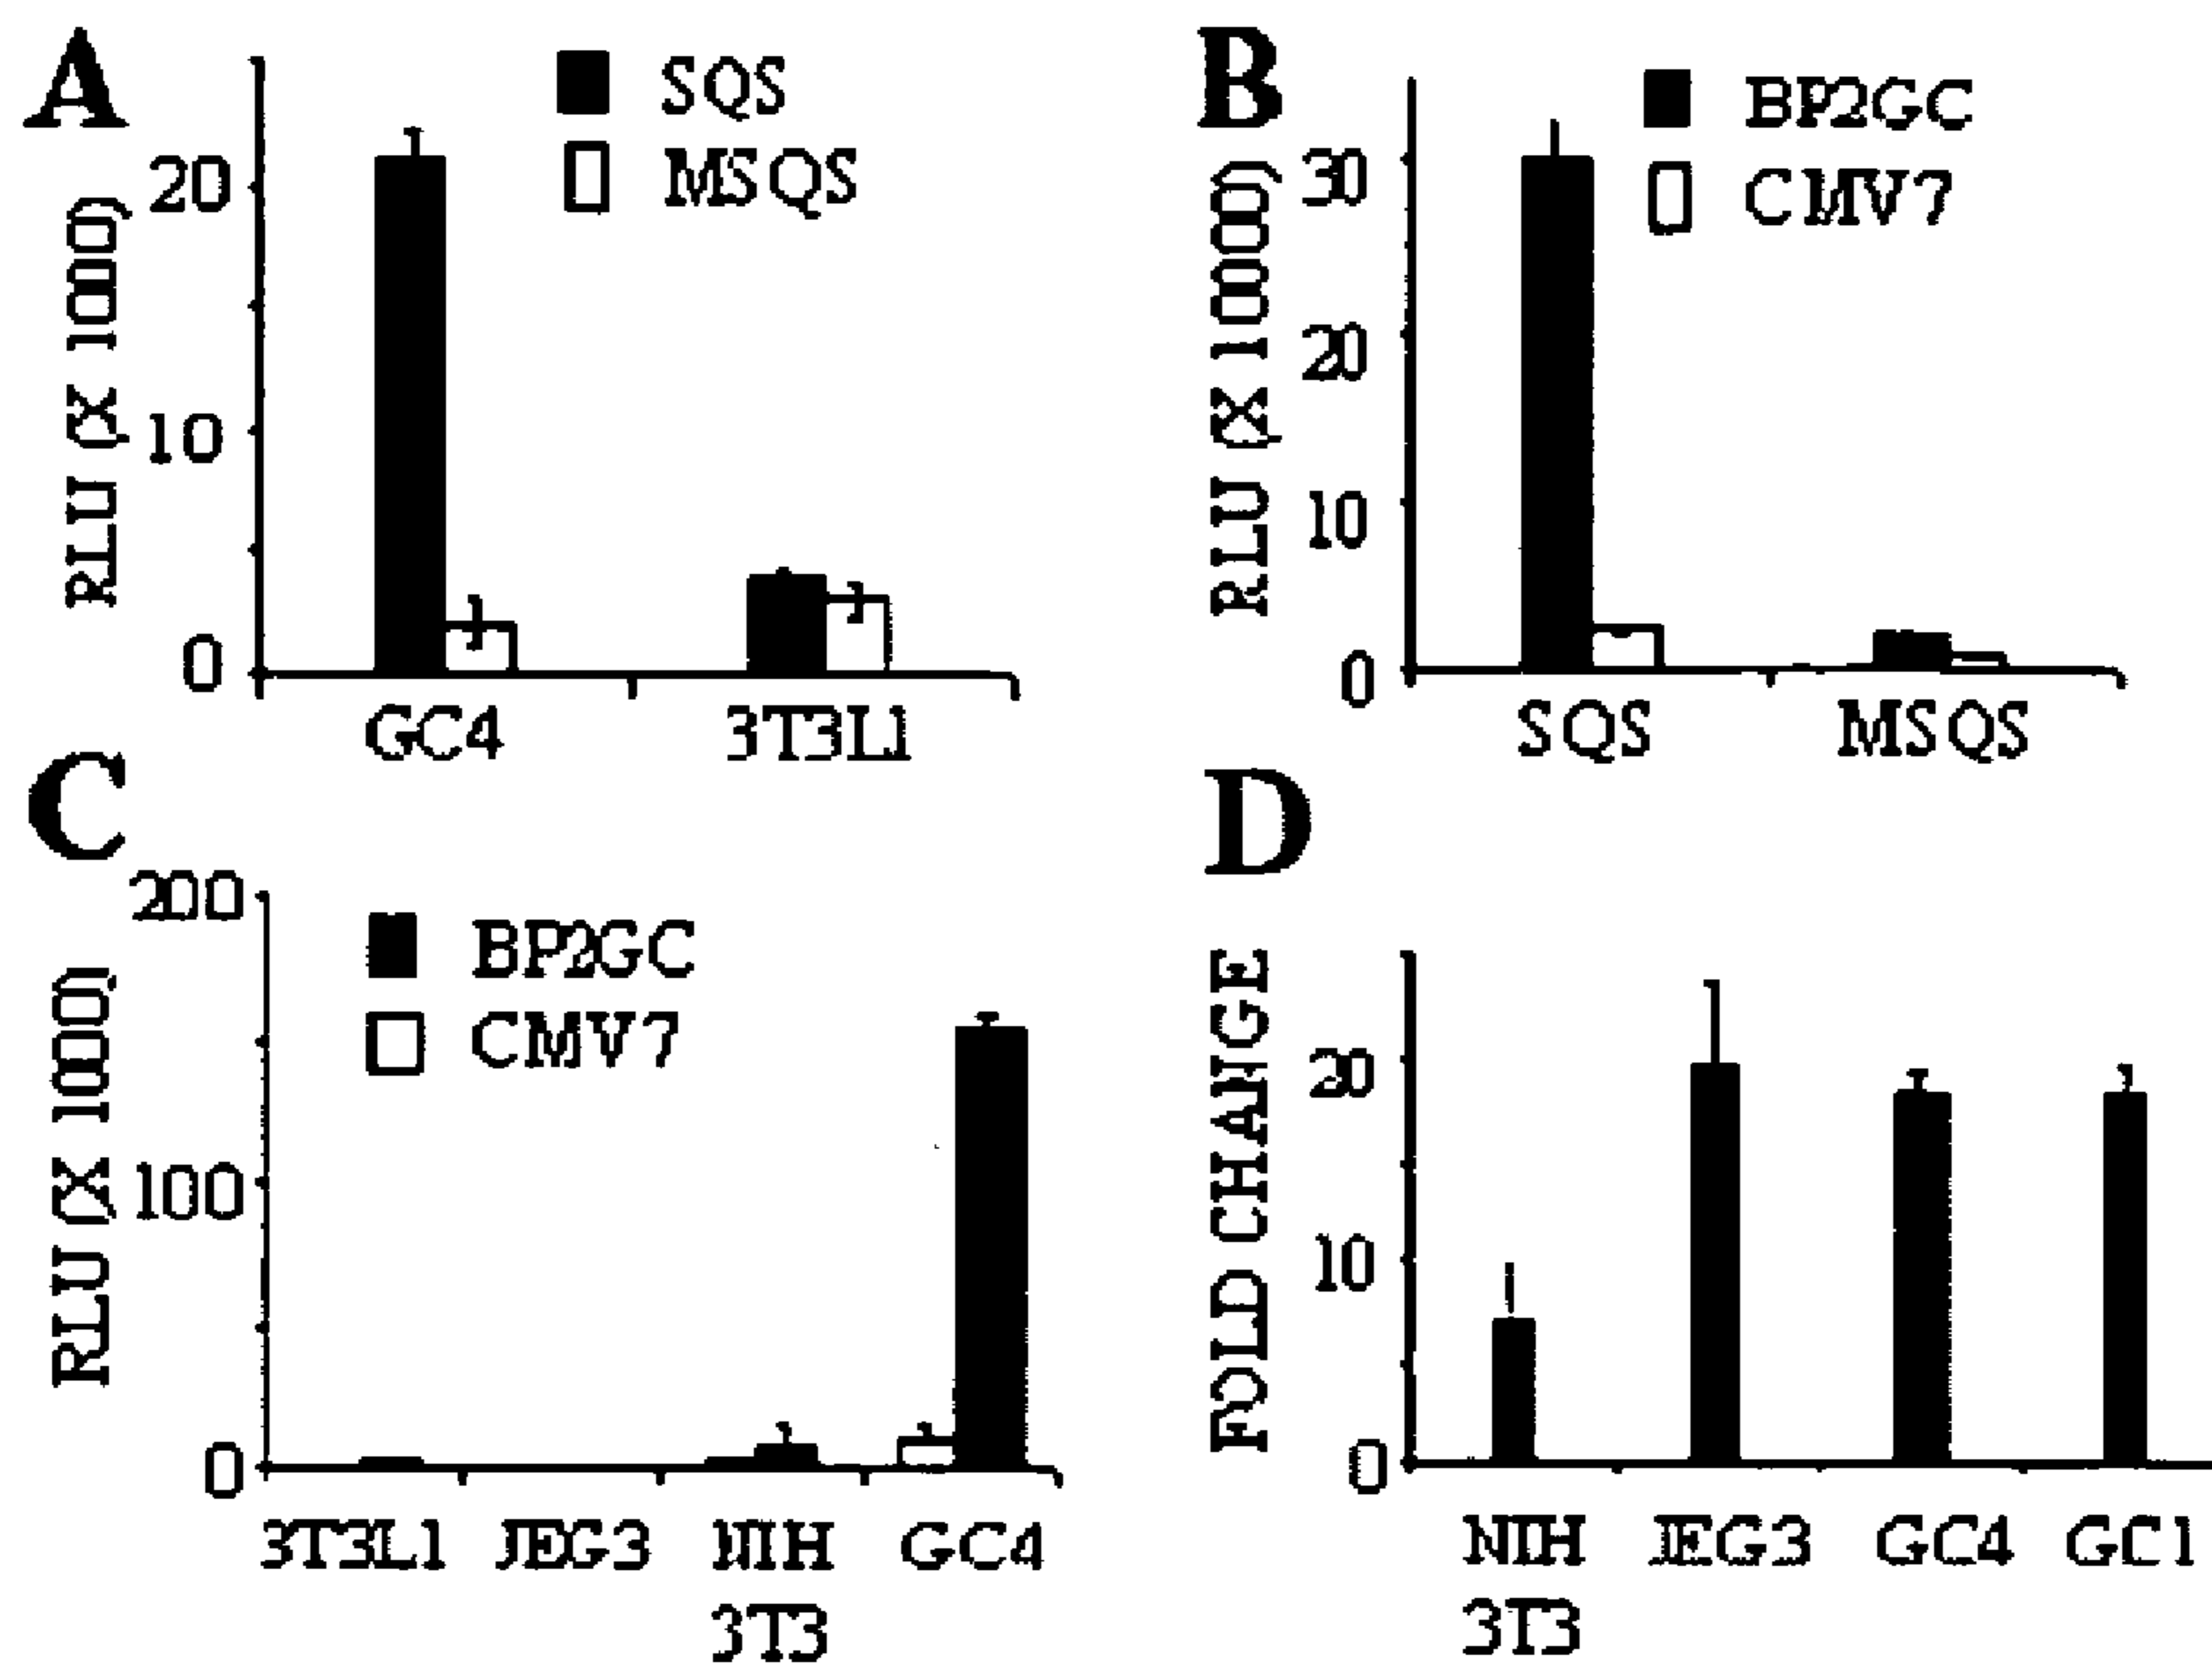 A
SQS
MSQS
RLU (X 1000)
20
10
0
GC4 3T3L1
B
BP2GC
CMV7
RLU (X 1000)
30
20
10
0
SQS MSQS
C
BP2GC
CMV7
RLU (X 1000)
200
100
0
3T3L1 JEG3 NIH GC4
3T3
D
FOLD CHANGE
20
10
0
NIH JEG3 GC4 GC1
3T3